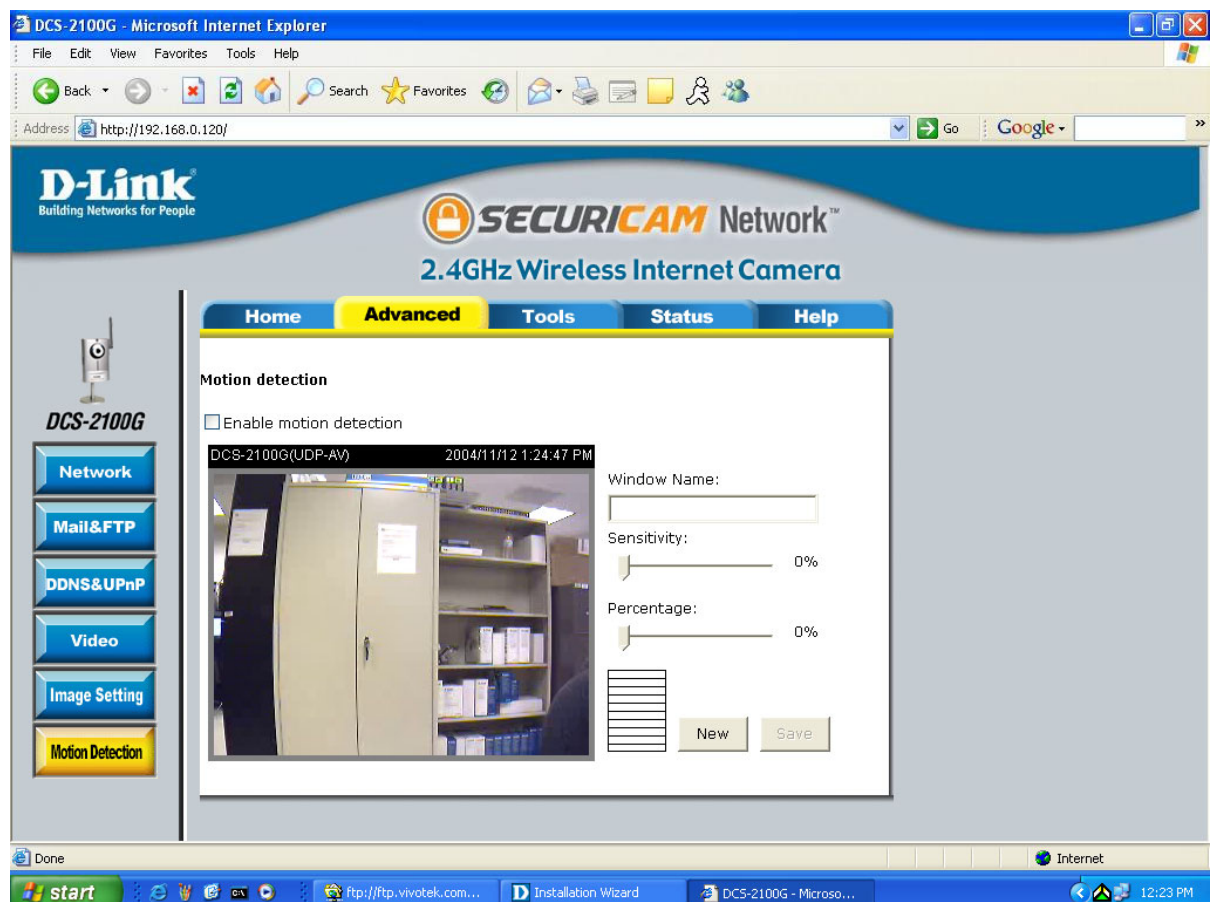 DCS-2100G - Microsoft Internet Explorer
File Edit View Favorites Tools Help
Back Search Favorites
Address http://192.168.0.120/ Go Google
D-Link
Building Networks for People
SECURICAM Network™
2.4GHz Wireless Internet Camera
Home Advanced Tools Status Help
DCS-2100G
Network
Mail&FTP
DDNS&UPnP
Video
Image Setting
Motion Detection
Motion detection
Enable motion detection
DCS-2100G(UDP-AV) 2004/11/12 1:24:47 PM
Window Name:
Sensitivity:
0%
Percentage:
0%
New Save
Done Internet
start ftp://ftp.vivotek.com... Installation Wizard DCS-2100G - Microso... 12:23 PM